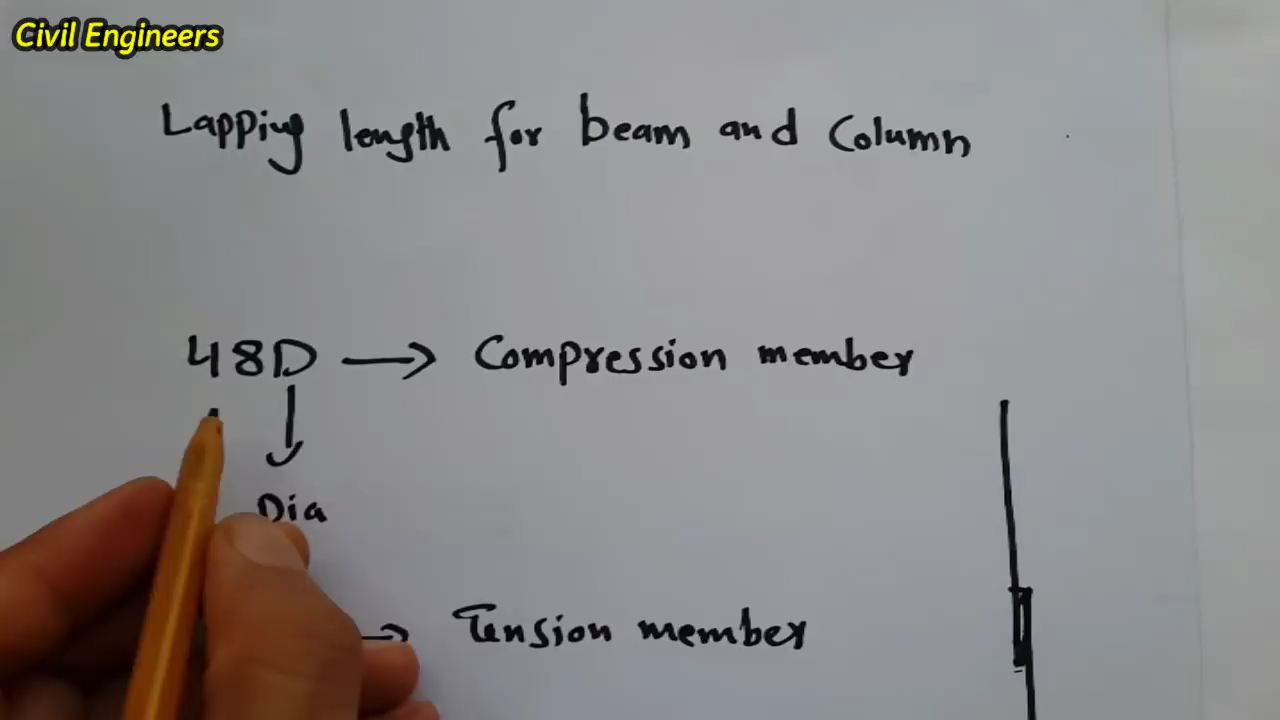 Civil Engineers
Lapping length for beam and Column
48D → Compression member
↓
Dia
→ Tension member